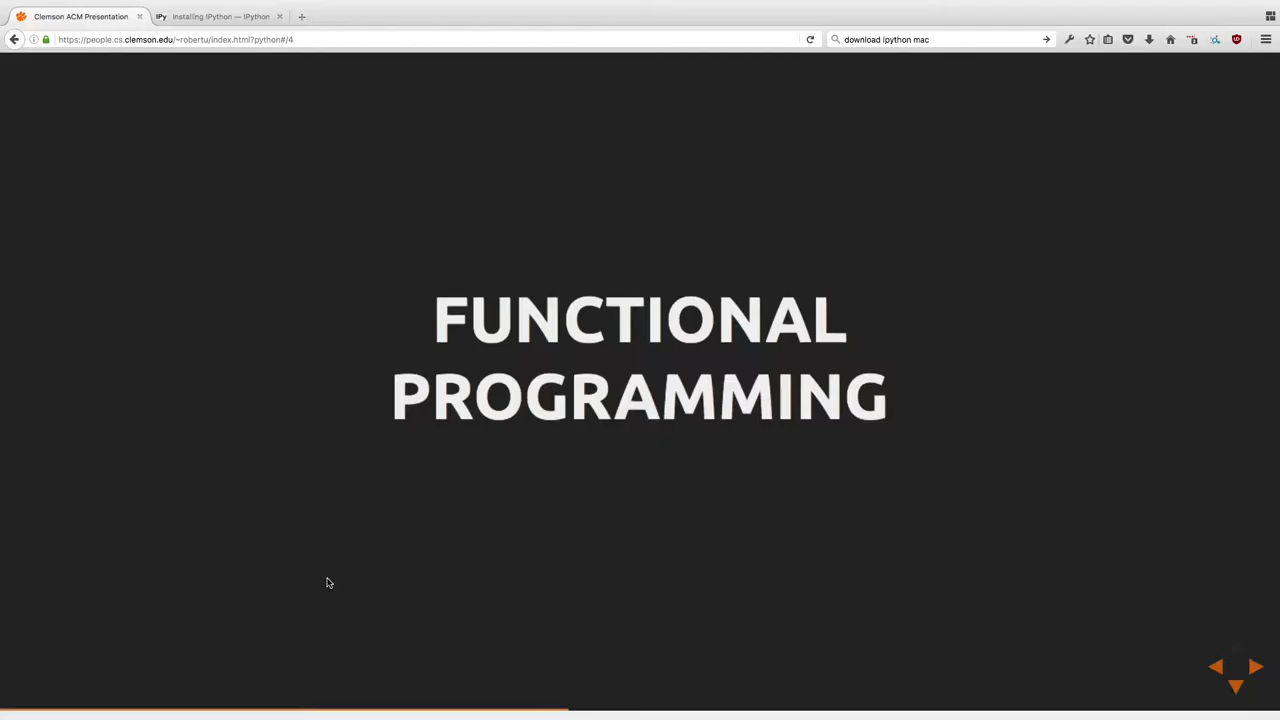 Clemson ACM Presentation
IPy Installing IPython — IPython
https://people.cs.clemson.edu/~robertu/index.html?python#/4
download ipython mac
FUNCTIONAL
PROGRAMMING